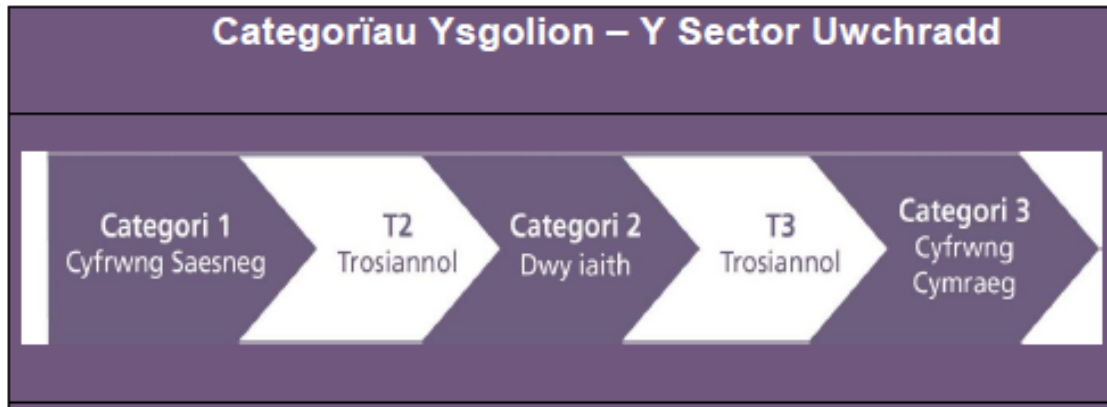 Categorïau Ysgolion – Y Sector Uwchradd
Categori 1
Cyfrwng Saesneg
T2
Trosiannol
Categori 2
Dwy iaith
T3
Trosiannol
Categori 3
Cyfrwng
Cymraeg